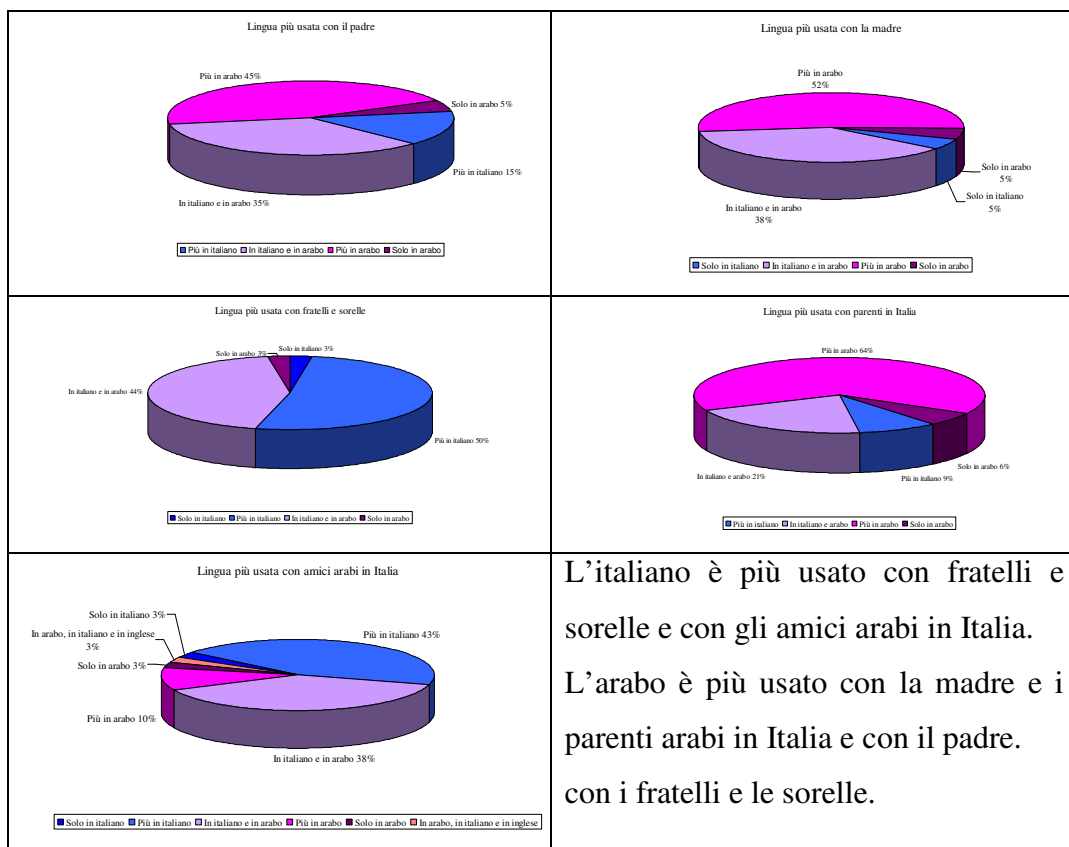 Lingua più usata con il padre
Più in arabo 45%
Solo in arabo 5%
Più in italiano 15%
In italiano e in arabo 35%
Più in italiano In italiano e in arabo Più in arabo Solo in arabo
Lingua più usata con la madre
Più in arabo
52%
Solo in arabo
5%
Solo in italiano
5%
In italiano e in arabo
38%
Solo in italiano In italiano e in arabo Più in arabo Solo in arabo
Lingua più usata con fratelli e sorelle
Solo in italiano 3%
Solo in arabo 3%
In italiano e in arabo 44%
Più in italiano 50%
Solo in italiano Più in italiano In italiano e in arabo Solo in arabo
Lingua più usata con parenti in Italia
Più in arabo 64%
Solo in arabo 6%
Più in italiano 9%
In italiano e arabo 21%
Più in italiano In italiano e arabo Più in arabo Solo in arabo
Lingua più usata con amici arabi in Italia
Solo in italiano 3%
In arabo, in italiano e in inglese
3%
Solo in arabo 3%
Più in italiano 43%
Più in arabo 10%
In italiano e in arabo 38%
Solo in italiano Più in italiano In italiano e in arabo Più in arabo Solo in arabo In arabo, in italiano e in inglese
L'italiano è più usato con fratelli e
sorelle e con gli amici arabi in Italia.
L'arabo è più usato con la madre e i
parenti arabi in Italia e con il padre.
con i fratelli e le sorelle.